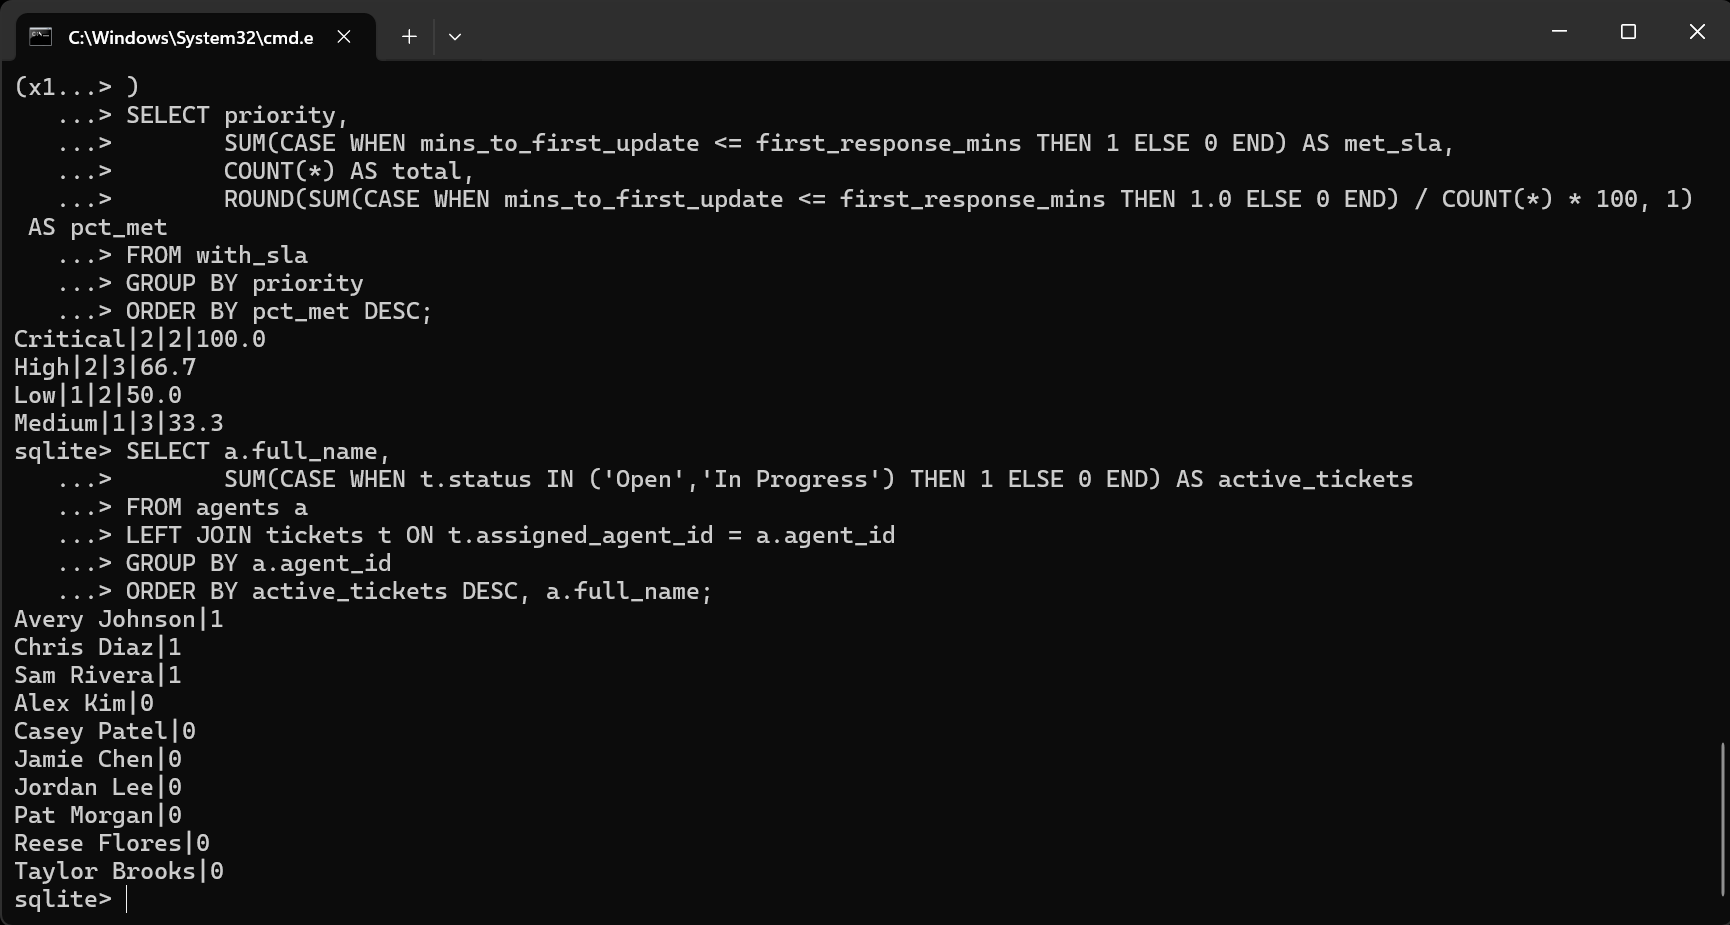 C:\Windows\System32\cmd.e
(x1...> )
   ...> SELECT priority,
   ...>        SUM(CASE WHEN mins_to_first_update <= first_response_mins THEN 1 ELSE 0 END) AS met_sla,
   ...>        COUNT(*) AS total,
   ...>        ROUND(SUM(CASE WHEN mins_to_first_update <= first_response_mins THEN 1.0 ELSE 0 END) / COUNT(*) * 100, 1)
 AS pct_met
   ...> FROM with_sla
   ...> GROUP BY priority
   ...> ORDER BY pct_met DESC;
Critical|2|2|100.0
High|2|3|66.7
Low|1|2|50.0
Medium|1|3|33.3
sqlite> SELECT a.full_name,
   ...>        SUM(CASE WHEN t.status IN ('Open','In Progress') THEN 1 ELSE 0 END) AS active_tickets
   ...> FROM agents a
   ...> LEFT JOIN tickets t ON t.assigned_agent_id = a.agent_id
   ...> GROUP BY a.agent_id
   ...> ORDER BY active_tickets DESC, a.full_name;
Avery Johnson|1
Chris Diaz|1
Sam Rivera|1
Alex Kim|0
Casey Patel|0
Jamie Chen|0
Jordan Lee|0
Pat Morgan|0
Reese Flores|0
Taylor Brooks|0
sqlite>